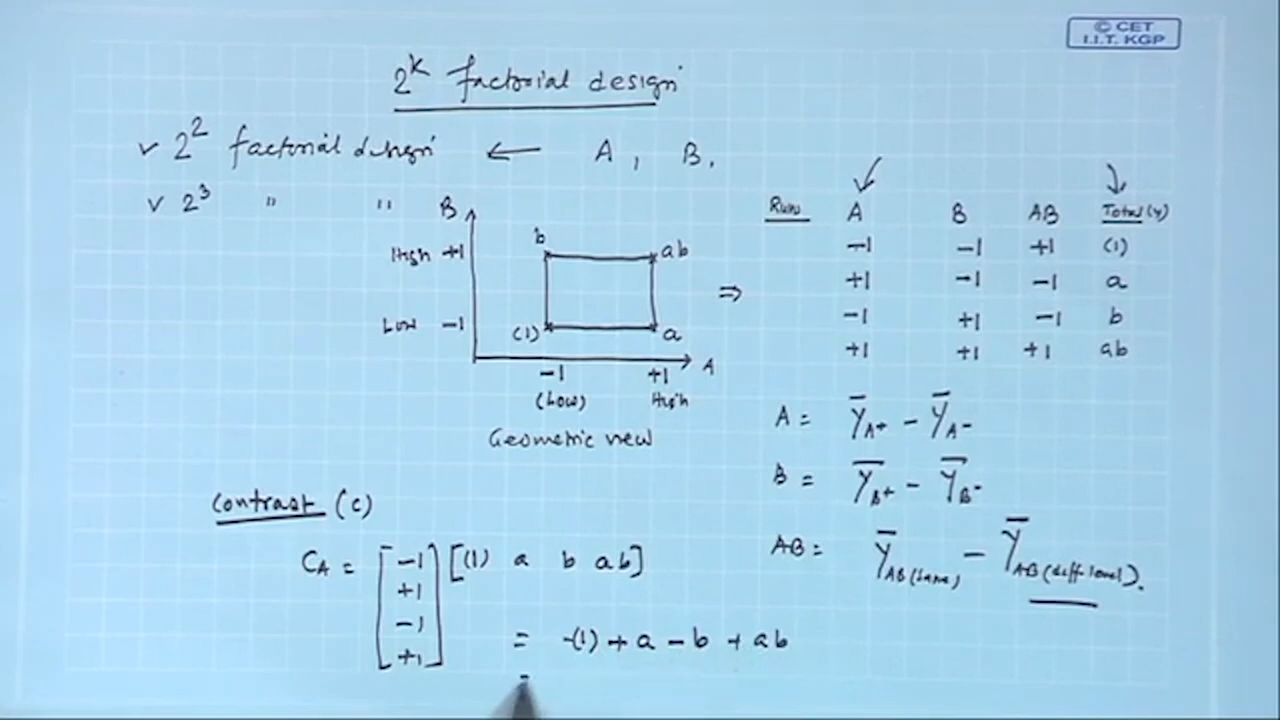 © CET
I.I.T. KGP
2^k factorial design
✓ 2^2 factorial design ← A, B.
✓ 2^3 " "
B
High +1
Low -1
b
ab
(1)
a
-1
+1
A
(Low)
High
Geometric view
⇒
Run A B AB Total (Y)
-1 -1 +1 (1)
+1 -1 -1 a
-1 +1 -1 b
+1 +1 +1 ab
A = Ȳ_A+ - Ȳ_A-
B = Ȳ_B+ - Ȳ_B-
AB = Ȳ_AB(same) - Ȳ_AB(diff level).
Contrast (C)
C_A = [-1 [(1) a b ab]
+1
-1
+1]
= -(1) + a - b + ab
=